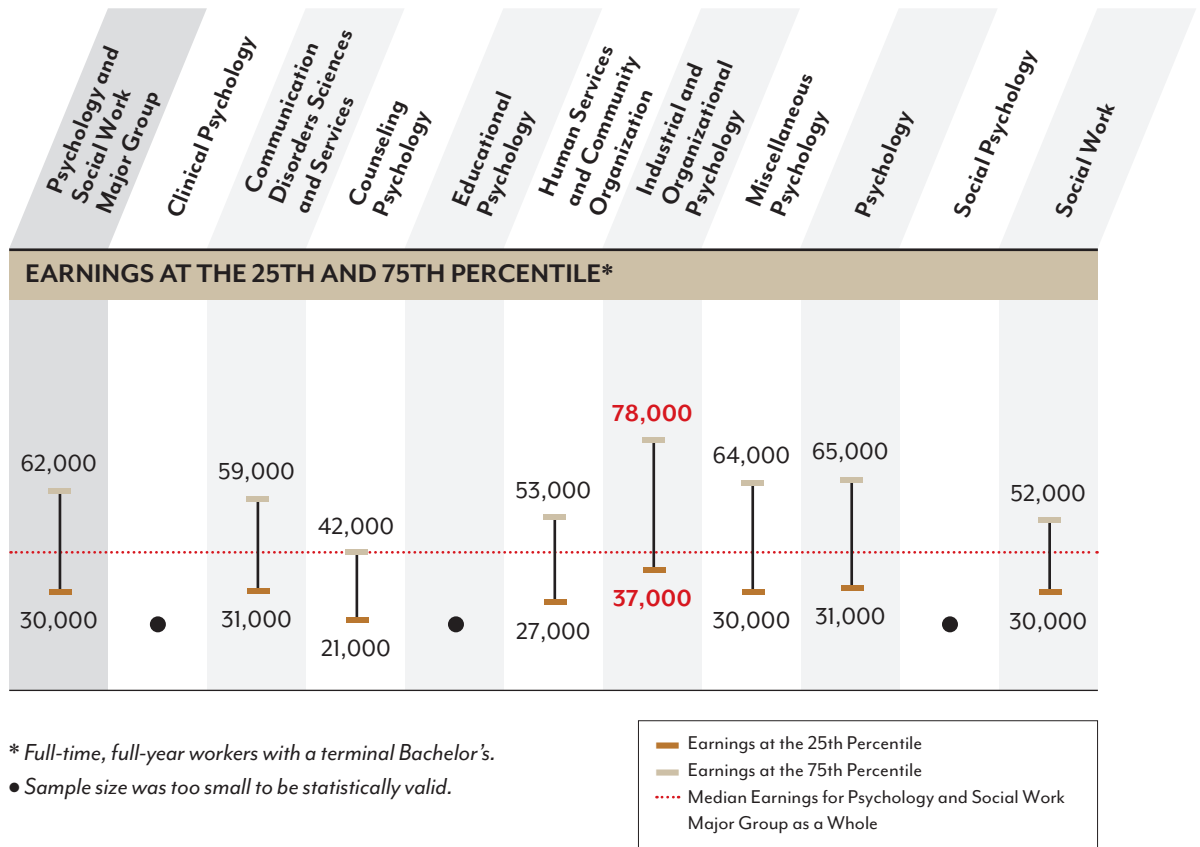 Psychology and
Social Work
Major Group
Clinical Psychology
Communication
Disorders Sciences
and Services
Counseling
Psychology
Educational
Psychology
Human Services
and Community
Organization
Industrial and
Organizational
Psychology
Miscellaneous
Psychology
Psychology
Social Psychology
Social Work
EARNINGS AT THE 25TH AND 75TH PERCENTILE*
62,000
30,000
●
59,000
31,000
42,000
21,000
●
53,000
27,000
78,000
37,000
64,000
30,000
65,000
31,000
●
52,000
30,000
* Full-time, full-year workers with a terminal Bachelor's.
● Sample size was too small to be statistically valid.
Earnings at the 25th Percentile
Earnings at the 75th Percentile
Median Earnings for Psychology and Social Work
Major Group as a Whole